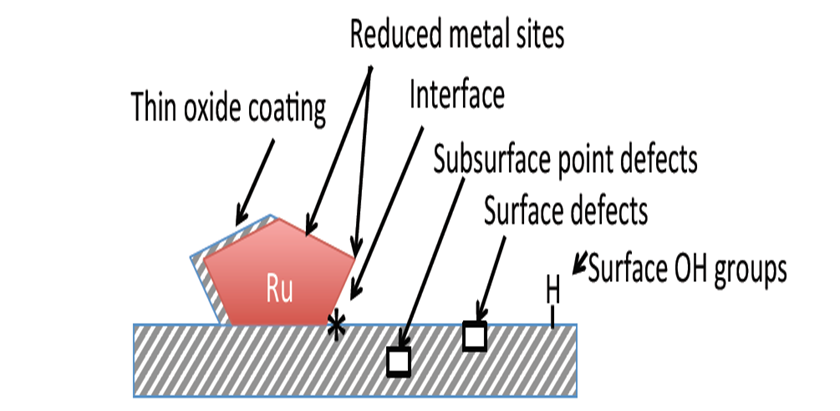 Reduced metal sites
Thin oxide coating
Interface
Subsurface point defects
Surface defects
Surface OH groups
Ru
H
*